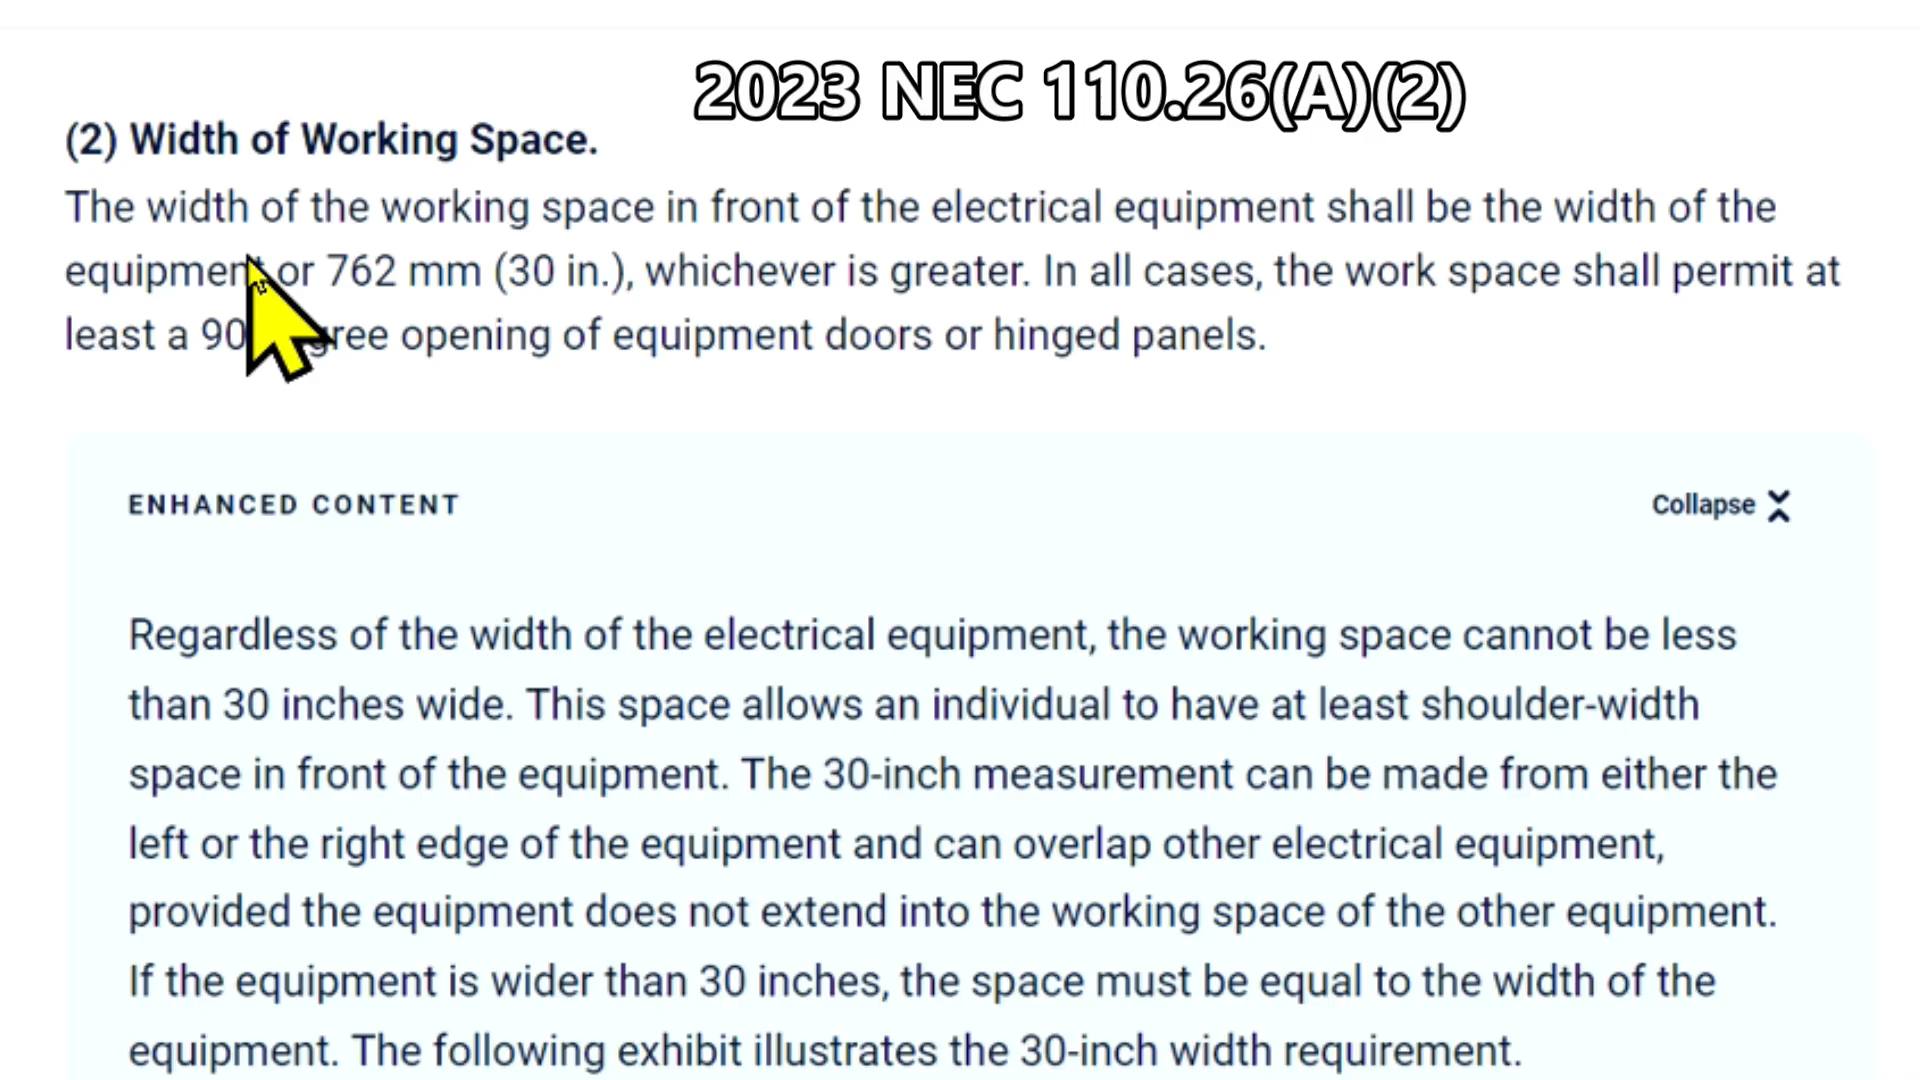 2023 NEC 110.26(A)(2)
(2) Width of Working Space.
The width of the working space in front of the electrical equipment shall be the width of the
equipment or 762 mm (30 in.), whichever is greater. In all cases, the work space shall permit at
least a 90 gree opening of equipment doors or hinged panels.
ENHANCED CONTENT
Collapse
Regardless of the width of the electrical equipment, the working space cannot be less
than 30 inches wide. This space allows an individual to have at least shoulder-width
space in front of the equipment. The 30-inch measurement can be made from either the
left or the right edge of the equipment and can overlap other electrical equipment,
provided the equipment does not extend into the working space of the other equipment.
If the equipment is wider than 30 inches, the space must be equal to the width of the
equipment. The following exhibit illustrates the 30-inch width requirement.